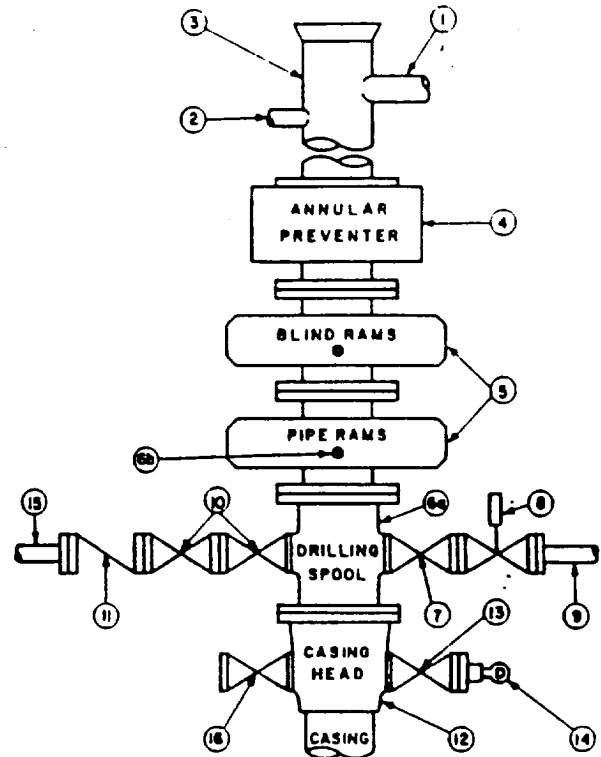 3
1
2
ANNULAR
PREVENTER
4
BLIND RAMS
5
PIPE RAMS
6b
6a
8
15
10
DRILLING
SPOOL
11
7
9
13
CASING
HEAD
D
16
12
14
CASING